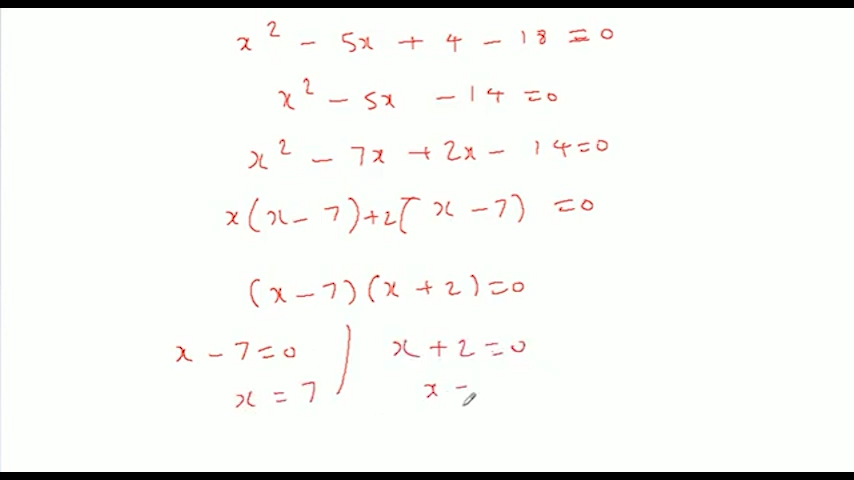 x² - 5x + 4 - 18 = 0
x² - 5x - 14 = 0
x² - 7x + 2x - 14 = 0
x(x - 7) + 2(x - 7) = 0
(x - 7)(x + 2) = 0
x - 7 = 0 | x + 2 = 0
x = 7 | x =